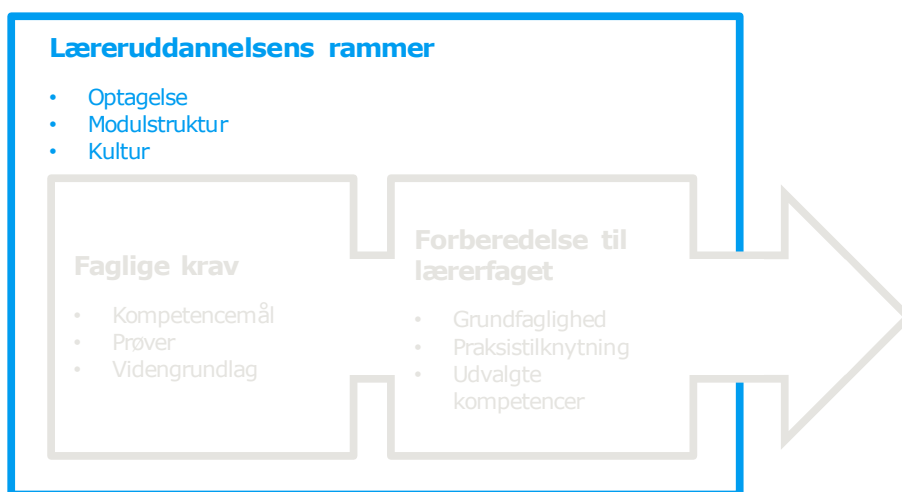 Læreruddannelsens rammer
• Optagelse
• Modulstruktur
• Kultur
Faglige krav
• Kompetencemål
• Prøver
• Videngrundlag
Forberedelse til
lærerfaget
• Grundfaglighed
• Praksistilknytning
• Udvalgte
kompetencer